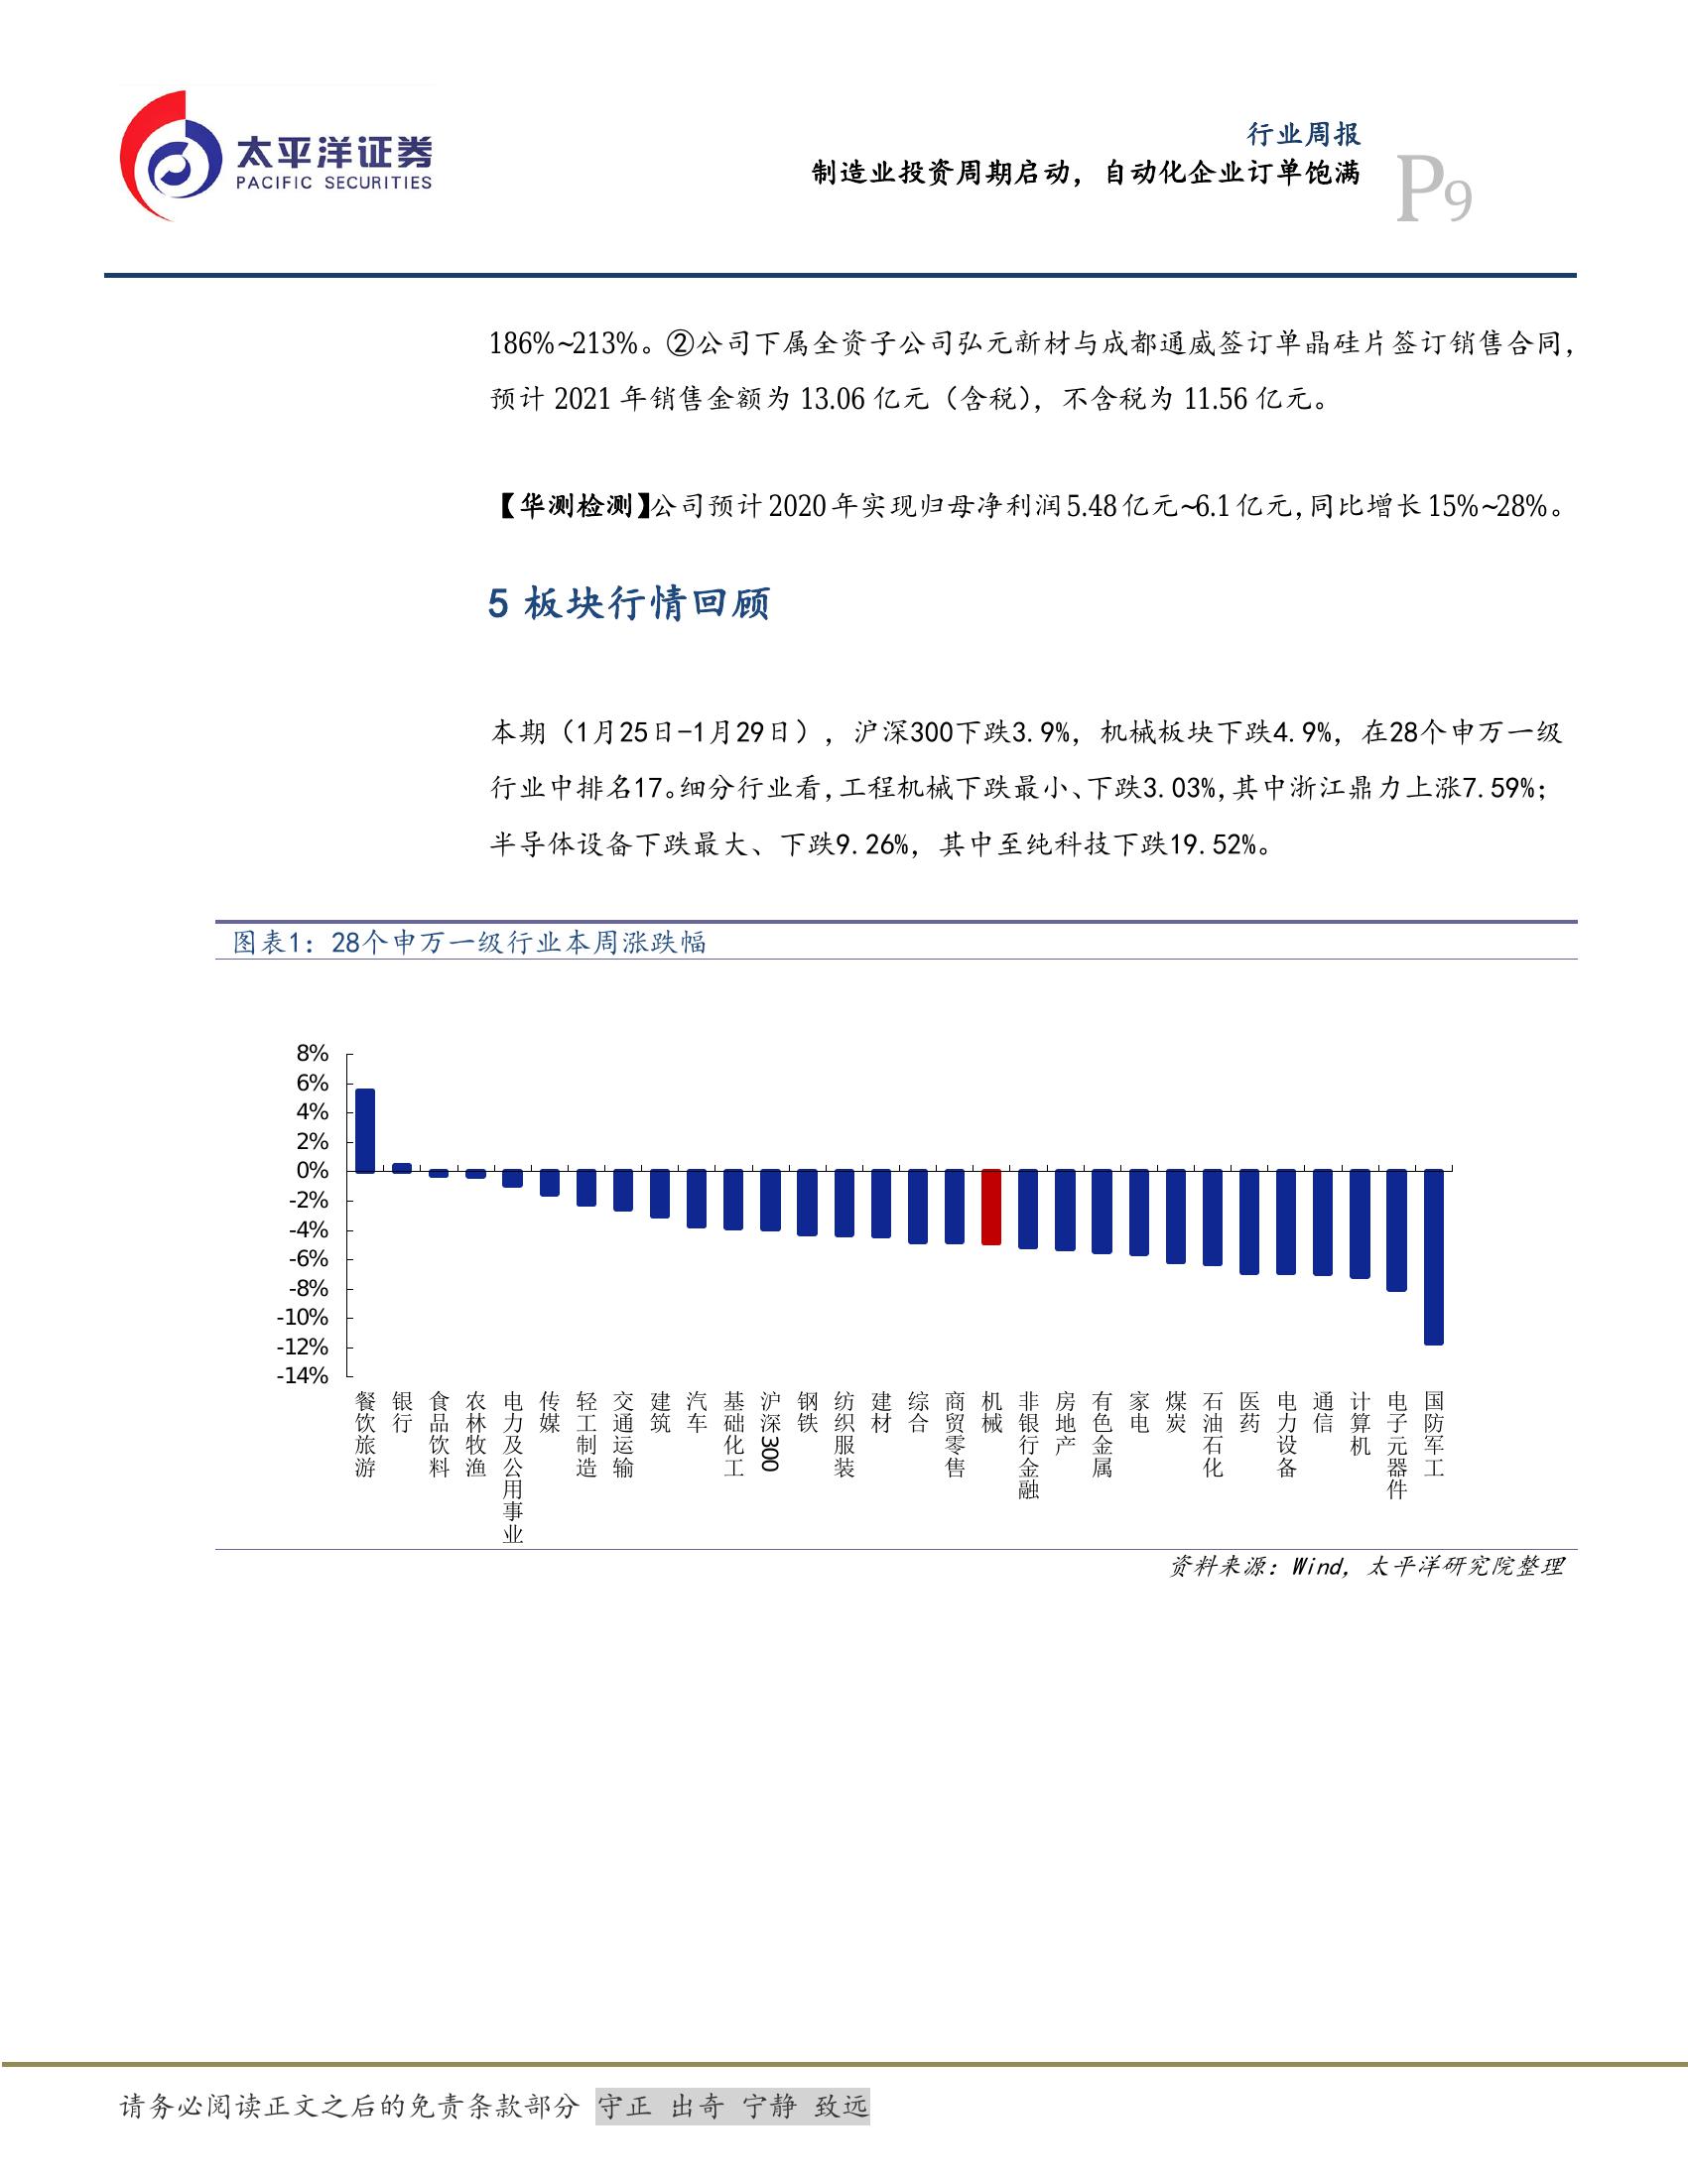 太平洋证券
PACIFIC SECURITIES
行业周报
制造业投资周期启动，自动化企业订单饱满
P9
186%~213%。②公司下属全资子公司弘元新材与成都通威签订单晶硅片签订销售合同，
预计 2021 年销售金额为 13.06 亿元（含税），不含税为 11.56 亿元。
【华测检测】公司预计 2020 年实现归母净利润 5.48 亿元~6.1 亿元，同比增长 15%~28%。
5 板块行情回顾
本期（1月25日-1月29日），沪深300下跌3.9%，机械板块下跌4.9%，在28个申万一级
行业中排名17。细分行业看，工程机械下跌最小、下跌3.03%，其中浙江鼎力上涨7.59%；
半导体设备下跌最大、下跌9.26%，其中至纯科技下跌19.52%。
图表1：28个申万一级行业本周涨跌幅
8%
6%
4%
2%
0%
-2%
-4%
-6%
-8%
-10%
-12%
-14%
餐饮旅游
银行
食品饮料
农林牧渔
电力及公用事业
传媒
轻工制造
交通运输
建筑
汽车
基础化工
沪深300
钢铁
纺织服装
建材
综合
商贸零售
机械
非银行金融
房地产
有色金属
家电
煤炭
石油石化
医药
电力设备
通信
计算机
电子元器件
国防军工
资料来源：Wind，太平洋研究院整理
请务必阅读正文之后的免责条款部分 守正 出奇 宁静 致远